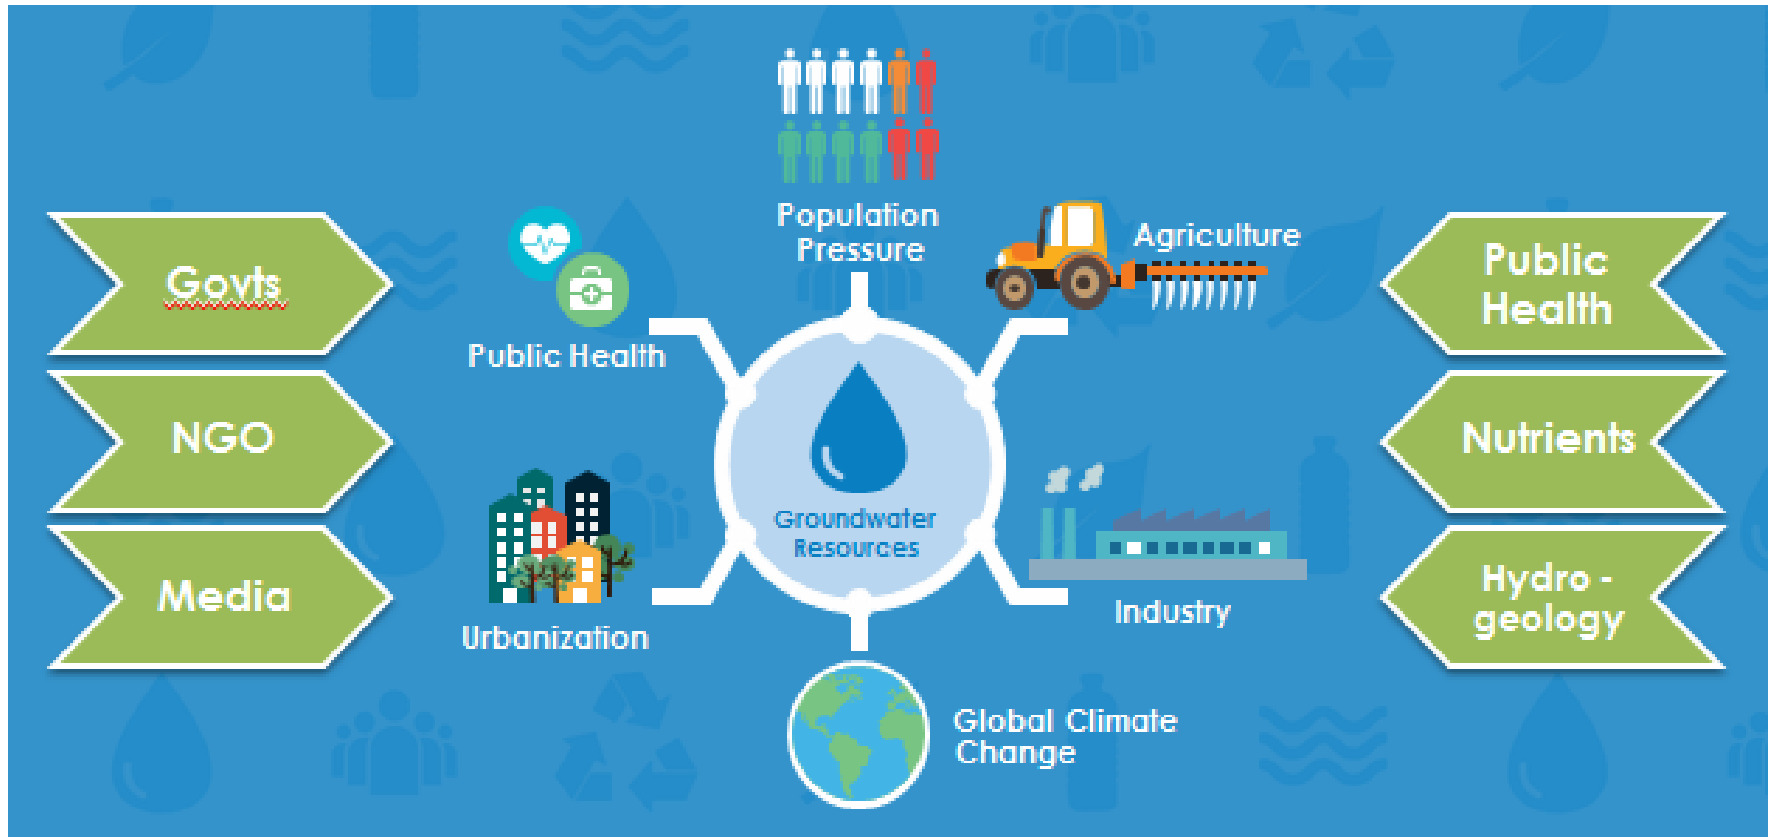 Population
Pressure
Agriculture
Public Health
Groundwater
Resources
Urbanization
Industry
Global Climate
Change
Govts
NGO
Media
Public
Health
Nutrients
Hydro -
geology